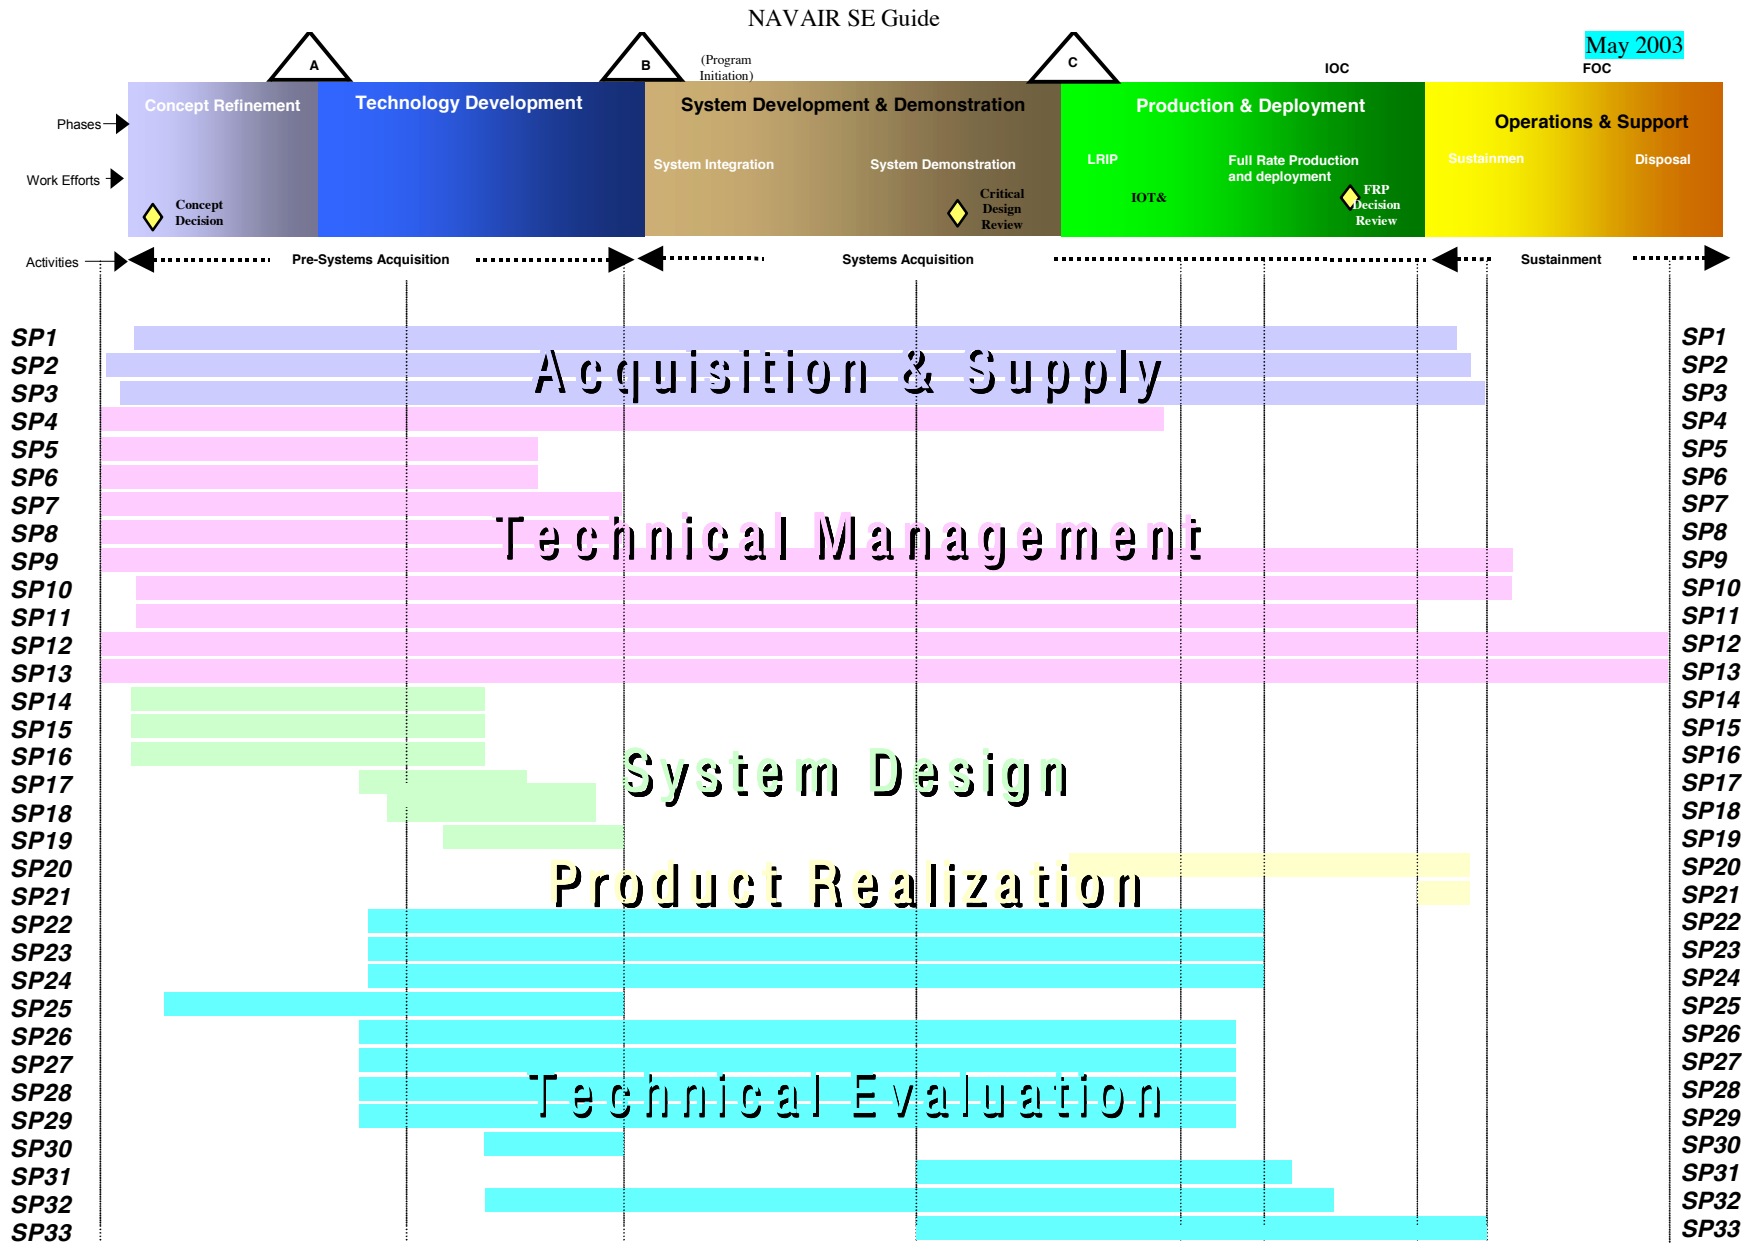 NAVAIR SE Guide
May 2003
A
B
(Program
Initiation)
C
IOC
FOC
Concept Refinement
Technology Development
System Development & Demonstration
Production & Deployment
Operations & Support
Phases
System Integration
System Demonstration
LRIP
Full Rate Production
and deployment
Sustainmen
Disposal
Work Efforts
Concept
Decision
Critical
Design
Review
IOT&
FRP
Decision
Review
Activities
Pre-Systems Acquisition
Systems Acquisition
Sustainment
SP1 SP1
Acquisition & Supply
SP2 SP2
SP3 SP3
SP4 SP4
SP5 SP5
SP6 SP6
SP7 SP7
Technical Management
SP8 SP8
SP9 SP9
SP10 SP10
SP11 SP11
SP12 SP12
SP13 SP13
SP14 SP14
SP15 SP15
SP16 SP16
System Design
SP17 SP17
SP18 SP18
SP19 SP19
SP20 SP20
Product Realization
SP21 SP21
SP22 SP22
SP23 SP23
SP24 SP24
SP25 SP25
SP26 SP26
SP27 SP27
SP28 SP28
Technical Evaluation
SP29 SP29
SP30 SP30
SP31 SP31
SP32 SP32
SP33 SP33